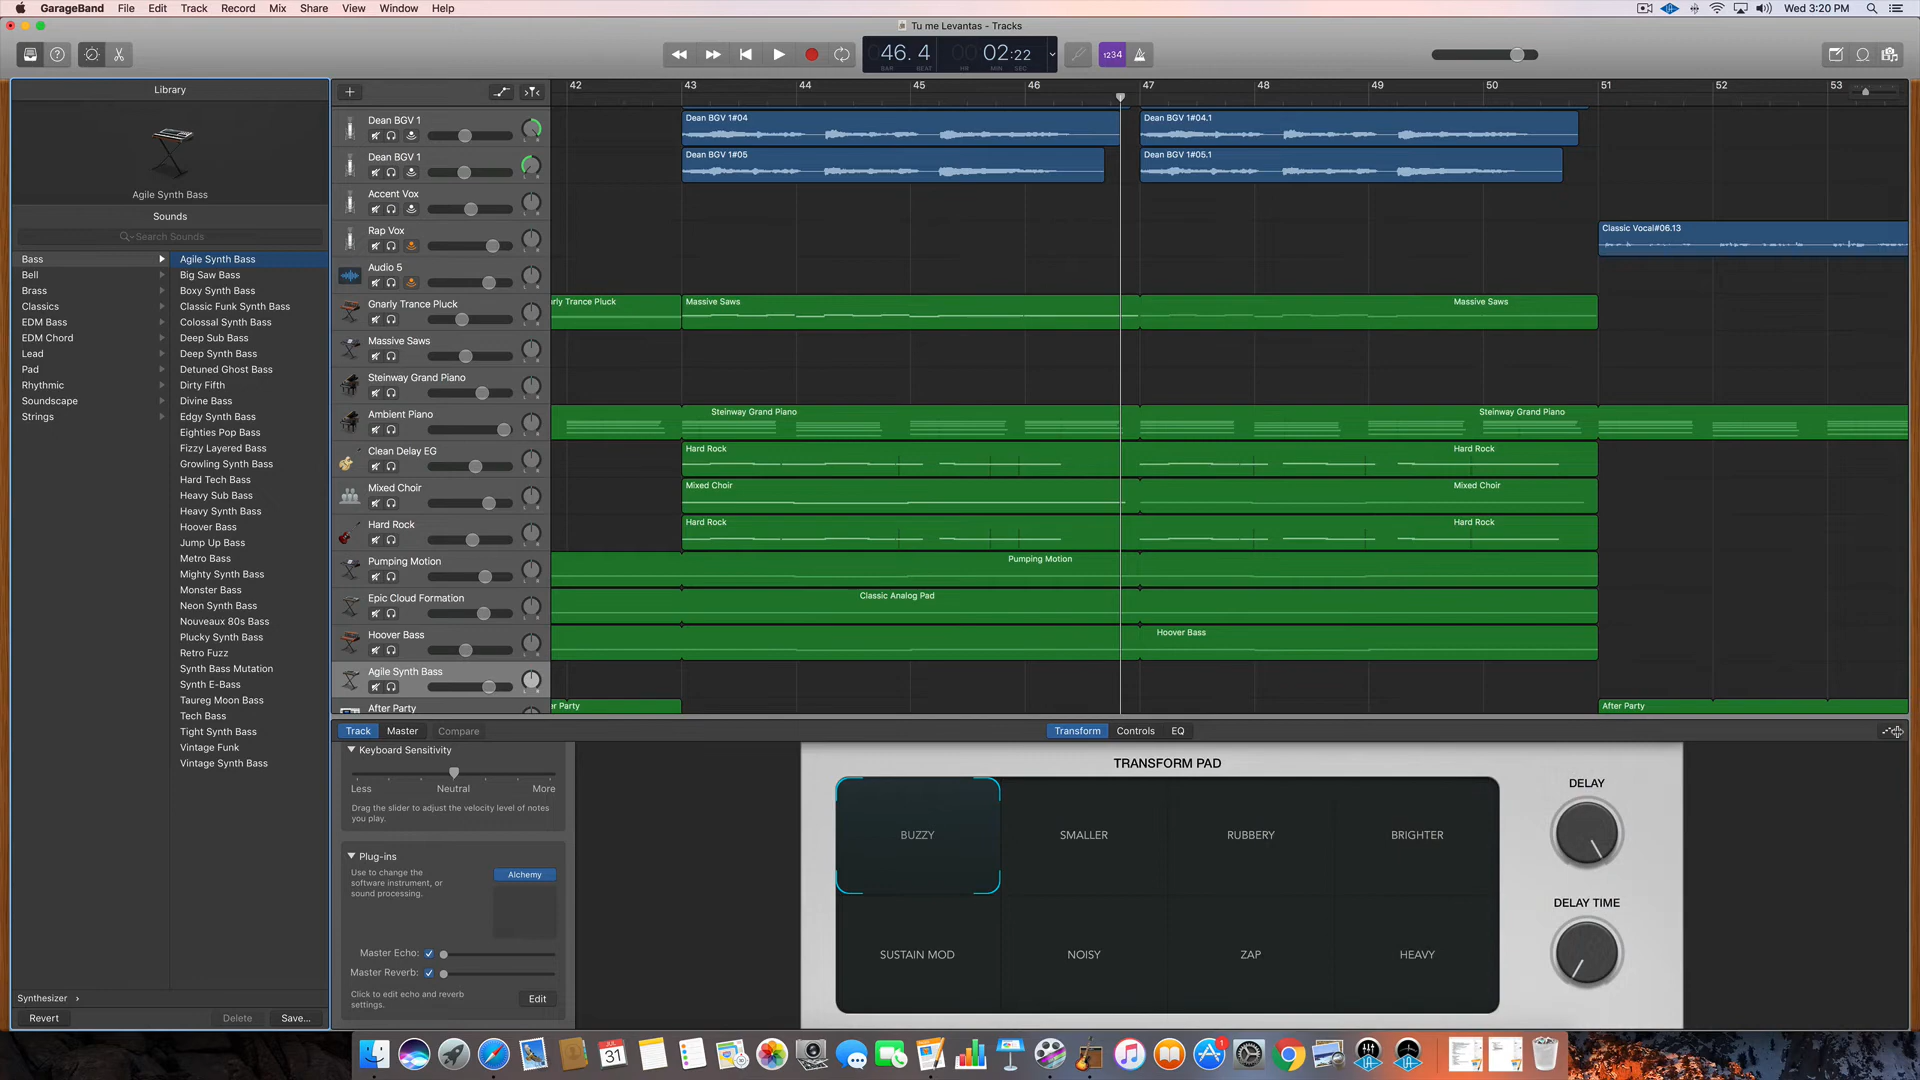 GarageBand File Edit Track Record Mix Share View Window Help
Wed 3:20 PM
Tu me Levantas - Tracks
46. 4
02:22
BAR BEAT HR MIN SEC
1234
Library
42 43 44 45 46 47 48 49 50 51 52 53
Agile Synth Bass
Sounds
Search Sounds
Bass
Bell
Brass
Classics
EDM Bass
EDM Chord
Lead
Pad
Rhythmic
Soundscape
Strings
Agile Synth Bass
Big Saw Bass
Boxy Synth Bass
Classic Funk Synth Bass
Colossal Synth Bass
Deep Sub Bass
Deep Synth Bass
Detuned Ghost Bass
Dirty Fifth
Divine Bass
Edgy Synth Bass
Eighties Pop Bass
Fizzy Layered Bass
Growling Synth Bass
Hard Tech Bass
Heavy Sub Bass
Heavy Synth Bass
Hoover Bass
Jump Up Bass
Metro Bass
Mighty Synth Bass
Monster Bass
Neon Synth Bass
Nouveaux 80s Bass
Plucky Synth Bass
Retro Fuzz
Synth Bass Mutation
Synth E-Bass
Taureg Moon Bass
Tech Bass
Tight Synth Bass
Vintage Funk
Vintage Synth Bass
Synthesizer
Revert Delete Save...
Dean BGV 1
Dean BGV 1#04 Dean BGV 1#04.1
Dean BGV 1
Dean BGV 1#05 Dean BGV 1#05.1
Accent Vox
Rap Vox
Classic Vocal#06.13
Audio 5
Gnarly Trance Pluck
rly Trance Pluck Massive Saws Massive Saws
Massive Saws
Steinway Grand Piano
Ambient Piano
Steinway Grand Piano Steinway Grand Piano
Clean Delay EG
Hard Rock Hard Rock
Mixed Choir
Mixed Choir Mixed Choir
Hard Rock
Hard Rock Hard Rock
Pumping Motion
Pumping Motion
Epic Cloud Formation
Classic Analog Pad
Hoover Bass
Hoover Bass
Agile Synth Bass
After Party
er Party After Party
Track Master Compare
Transform Controls EQ
Keyboard Sensitivity
Less Neutral More
Drag the slider to adjust the velocity level of notes
you play.
Plug-ins
Use to change the
software instrument, or
sound processing.
Alchemy
Master Echo:
Master Reverb:
Click to edit echo and reverb
settings.
Edit
TRANSFORM PAD
BUZZY SMALLER RUBBERY BRIGHTER
SUSTAIN MOD NOISY ZAP HEAVY
DELAY
DELAY TIME
JUL
31
1